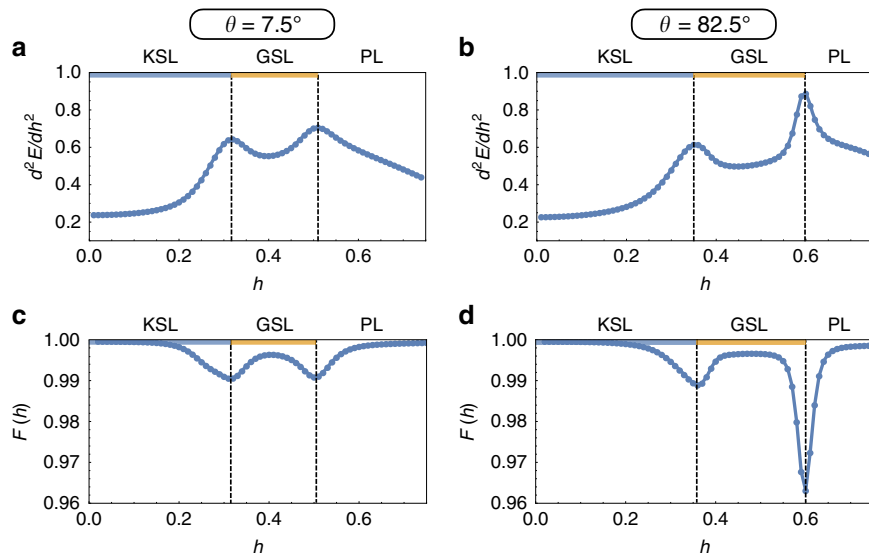 θ = 7.5°
θ = 82.5°
a
KSL GSL PL
1.0
0.8
0.6
0.4
0.2
d²E/dh²
0.0 0.2 0.4 0.6
h
b
KSL GSL PL
1.0
0.8
0.6
0.4
0.2
d²E/dh²
0.0 0.2 0.4 0.6
h
c
KSL GSL PL
1.00
0.99
0.98
0.97
0.96
F (h)
0.0 0.2 0.4 0.6
h
d
KSL GSL PL
1.00
0.99
0.98
0.97
0.96
F (h)
0.0 0.2 0.4 0.6
h